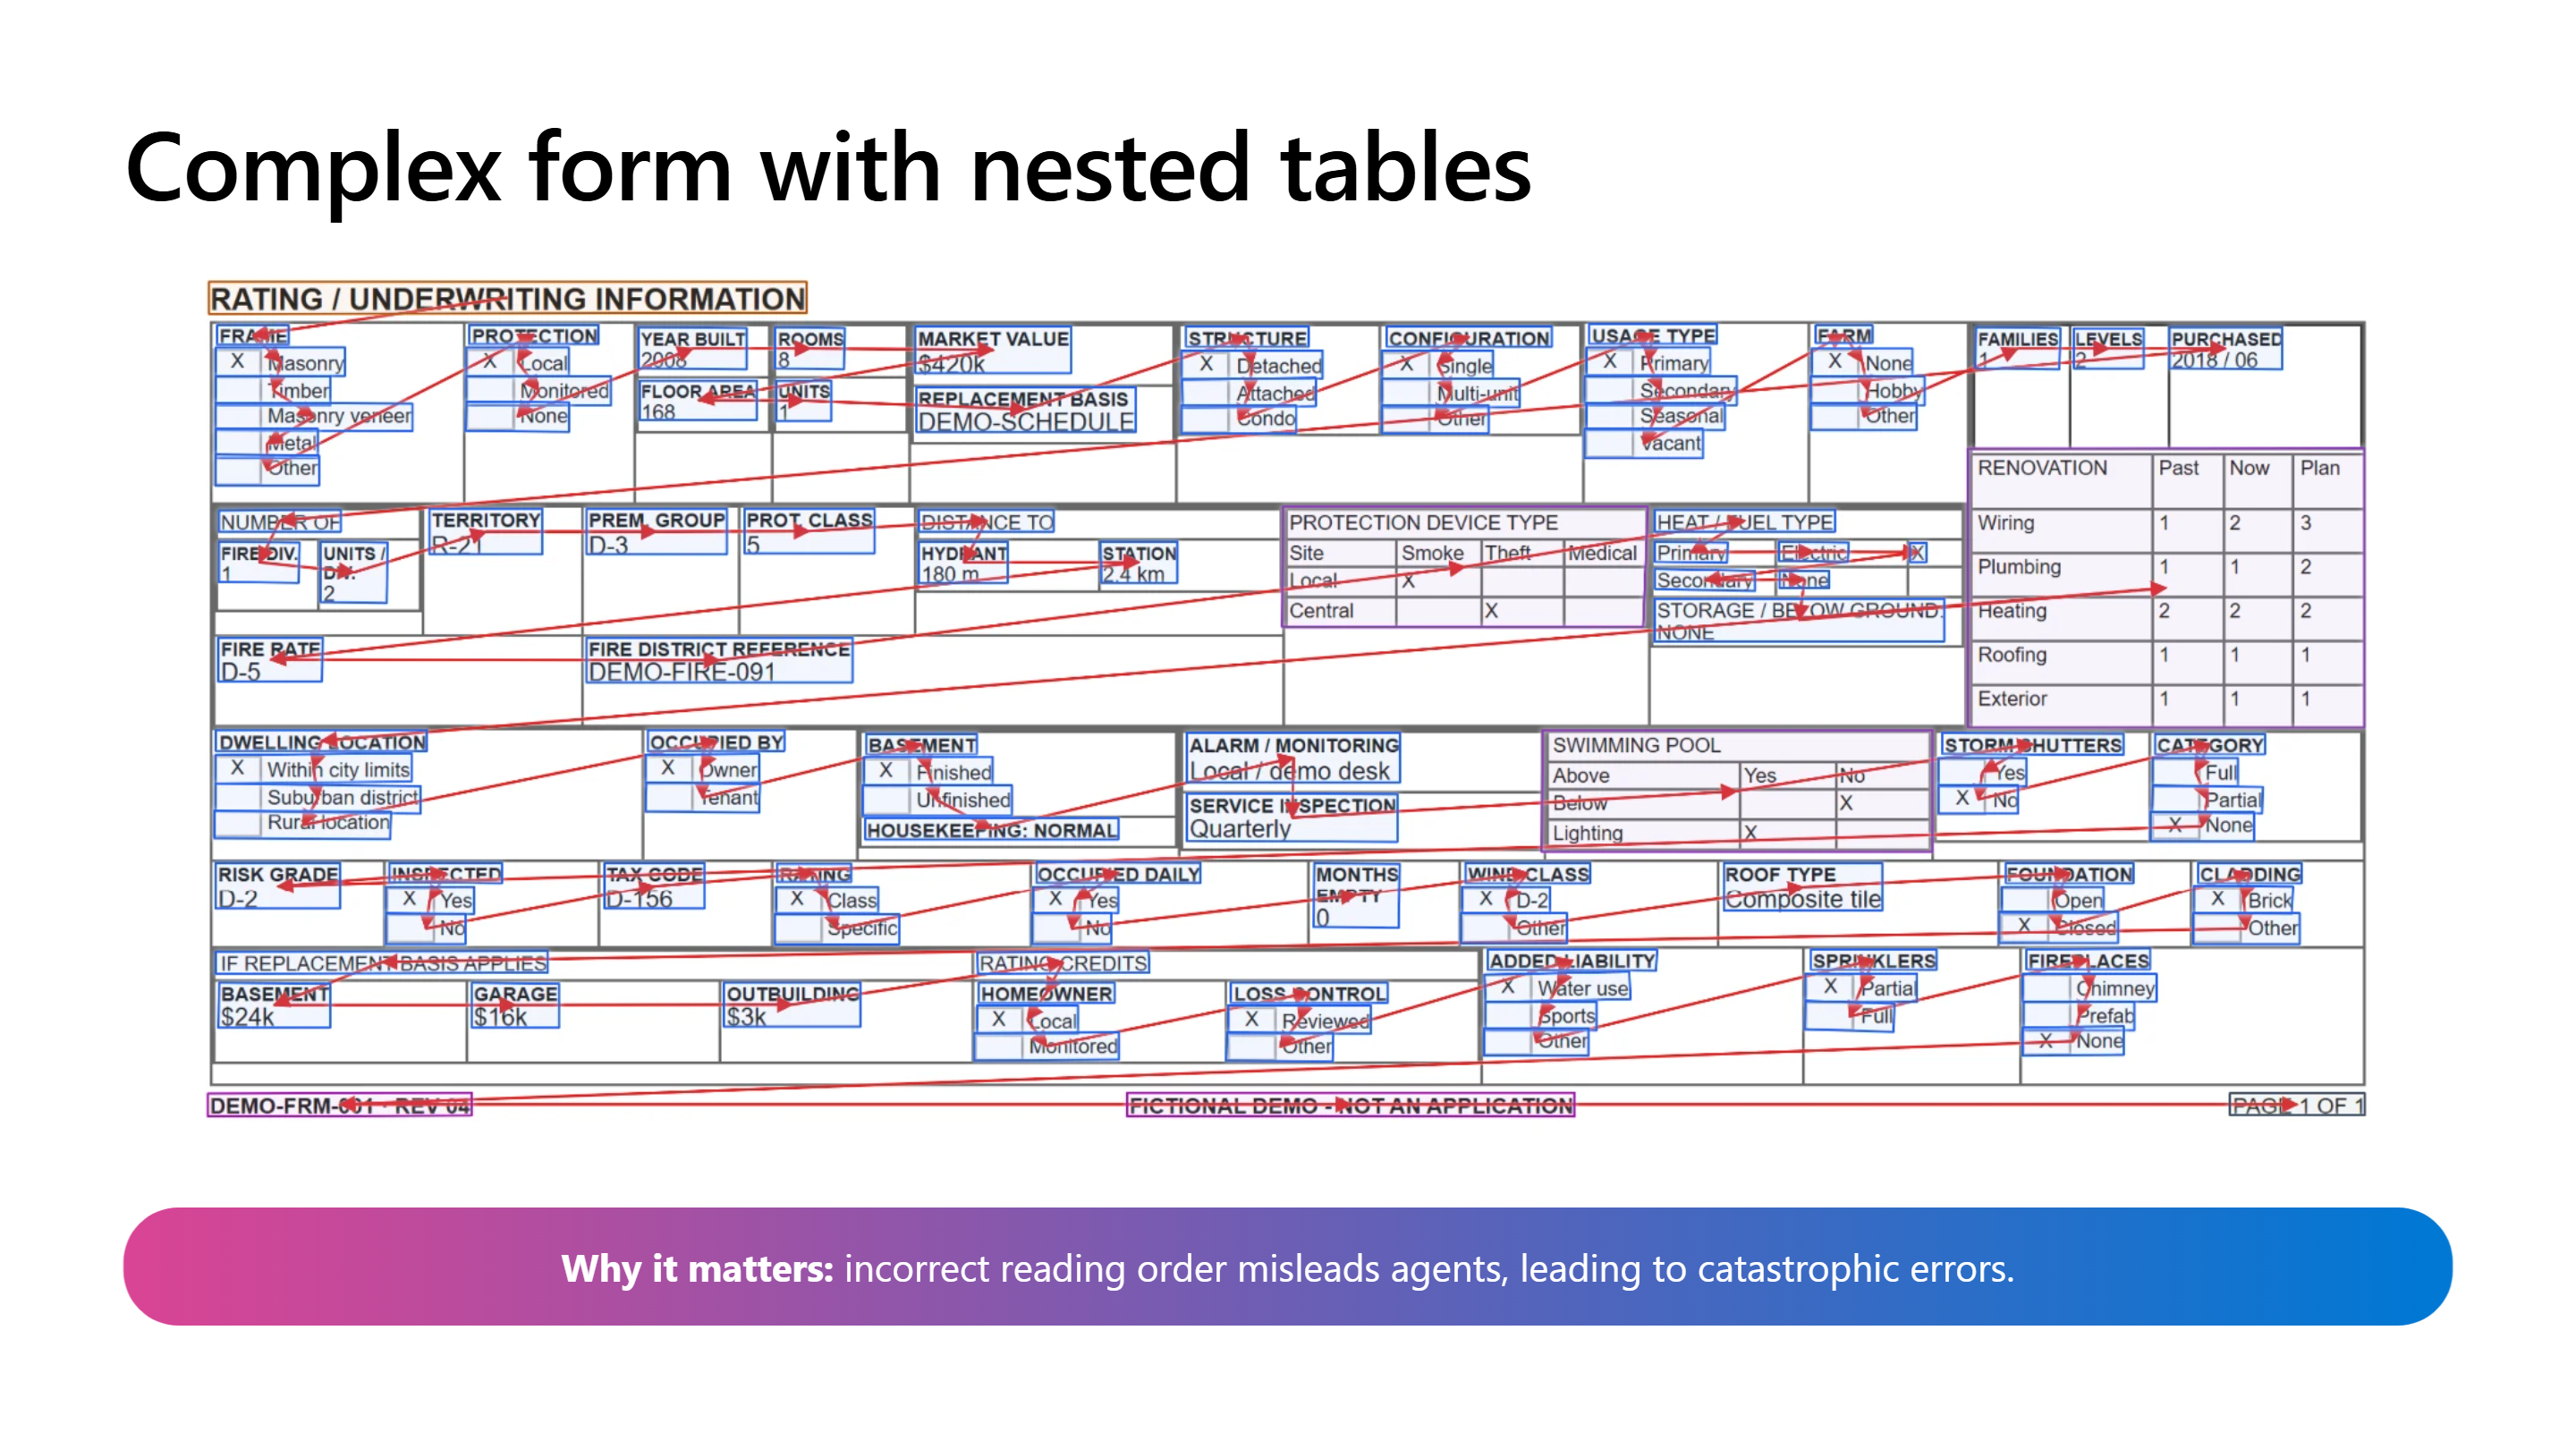 Complex form with nested tables
RATING / UNDERWRITING INFORMATION
FRAME
X Masonry
Timber
Masonry veneer
Metal
Other
PROTECTION
X Local
Monitored
None
YEAR BUILT
2008
ROOMS
8
MARKET VALUE
$420k
FLOOR AREA
168
UNITS
1
REPLACEMENT BASIS
DEMO-SCHEDULE
STRUCTURE
X Detached
Attached
Condo
CONFIGURATION
X Single
Multi-unit
Other
USAGE TYPE
X Primary
Secondary
Seasonal
Vacant
FARM
X None
Hobby
Other
FAMILIES
1
LEVELS
2
PURCHASED
2018 / 06
NUMBER OF
FIRE DIV.
1
UNITS /
DIV.
2
TERRITORY
R-21
PREM. GROUP
D-3
PROT. CLASS
5
DISTANCE TO
HYDRANT
180 m
STATION
2.4 km
FIRE RATE
D-5
FIRE DISTRICT REFERENCE
DEMO-FIRE-091
PROTECTION DEVICE TYPE
Site Smoke Theft Medical
Local X
Central X
HEAT / FUEL TYPE
Primary Electric X
Secondary None
STORAGE / BELOW GROUND:
NONE
RENOVATION Past Now Plan
Wiring 1 2 3
Plumbing 1 1 2
Heating 2 2 2
Roofing 1 1 1
Exterior 1 1 1
DWELLING LOCATION
X Within city limits
Suburban district
Rural location
OCCUPIED BY
X Owner
Tenant
BASEMENT
X Finished
Unfinished
HOUSEKEEPING: NORMAL
ALARM / MONITORING
Local / demo desk
SERVICE INSPECTION
Quarterly
SWIMMING POOL
Above Yes No
Below X
Lighting X
STORM SHUTTERS
Yes
X No
CATEGORY
Full
Partial
X None
RISK GRADE
D-2
INSPECTED
X Yes
No
TAX CODE
D-156
RATING
X Class
Specific
OCCUPIED DAILY
X Yes
No
MONTHS
EMPTY
0
WIND CLASS
X D-2
Other
ROOF TYPE
Composite tile
FOUNDATION
Open
X Closed
CLADDING
X Brick
Other
IF REPLACEMENT BASIS APPLIES
BASEMENT
$24k
GARAGE
$16k
OUTBUILDING
$3k
RATING CREDITS
HOMEOWNER
X Local
Monitored
LOSS CONTROL
X Reviewed
Other
ADDED LIABILITY
X Water use
Sports
Other
SPRINKLERS
X Partial
Full
FIREPLACES
Chimney
Prefab
X None
DEMO-FRM-001 · REV 04
FICTIONAL DEMO - NOT AN APPLICATION
PAGE 1 OF 1
Why it matters: incorrect reading order misleads agents, leading to catastrophic errors.